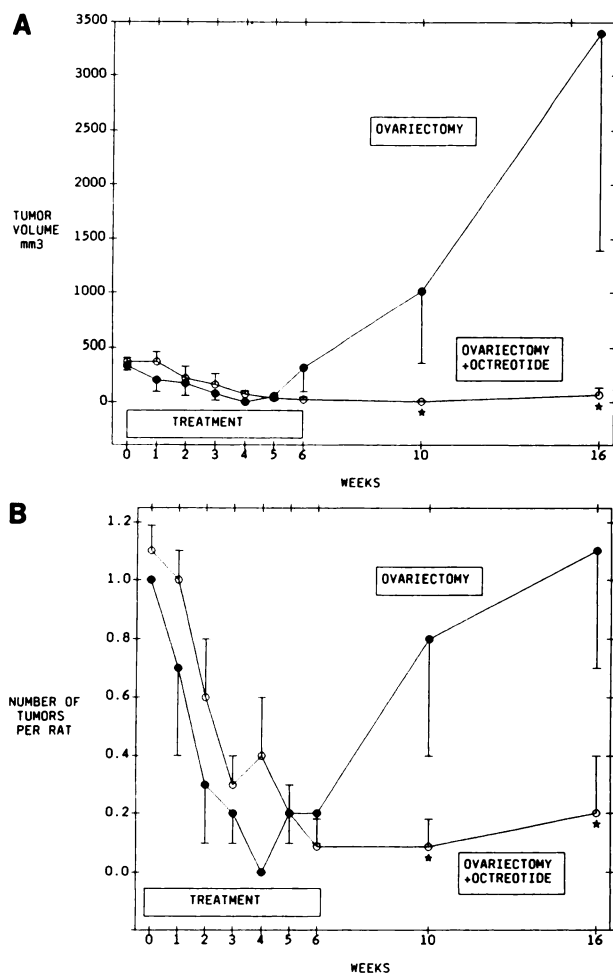 A
3500
3000
2500
2000
1500
1000
500
0
TUMOR
VOLUME
mm3
OVARIECTOMY
OVARIECTOMY
+OCTREOTIDE
TREATMENT
0 1 2 3 4 5 6 10 16
WEEKS
B
1.2
1.0
0.8
0.6
0.4
0.2
0.0
NUMBER OF
TUMORS
PER RAT
OVARIECTOMY
OVARIECTOMY
+OCTREOTIDE
TREATMENT
0 1 2 3 4 5 6 10 16
WEEKS